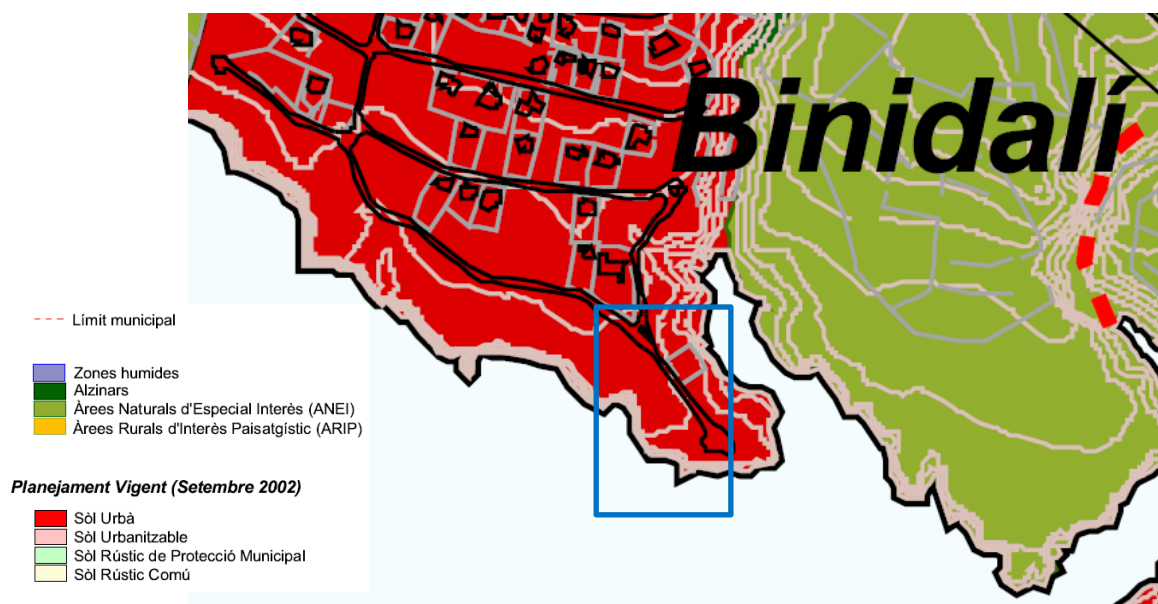 Binidalí
Límit municipal
Zones humides
Alzinars
Àrees Naturals d'Especial Interès (ANEI)
Àrees Rurals d'Interès Paisatgístic (ARIP)
Planejament Vigent (Setembre 2002)
Sòl Urbà
Sòl Urbanitzable
Sòl Rústic de Protecció Municipal
Sòl Rústic Comú